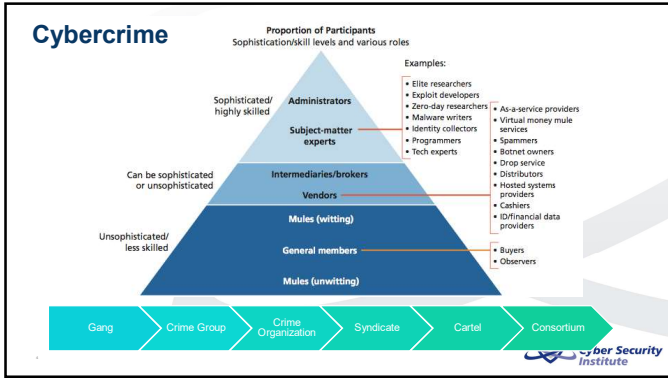 Cybercrime
Proportion of Participants
Sophistication/skill levels and various roles
Examples:
Sophisticated/
highly skilled
Administrators
Subject-matter
experts
• Elite researchers
• Exploit developers
• Zero-day researchers
• Malware writers
• Identity collectors
• Programmers
• Tech experts
• As-a-service providers
• Virtual money mule
services
• Spammers
• Botnet owners
• Drop service
• Distributors
• Hosted systems
providers
• Cashiers
• ID/financial data
providers
Can be sophisticated
or unsophisticated
Intermediaries/brokers
Vendors
Unsophisticated/
less skilled
Mules (witting)
General members
Mules (unwitting)
• Buyers
• Observers
Gang
Crime Group
Crime
Organization
Syndicate
Cartel
Consortium
Cyber Security
Institute